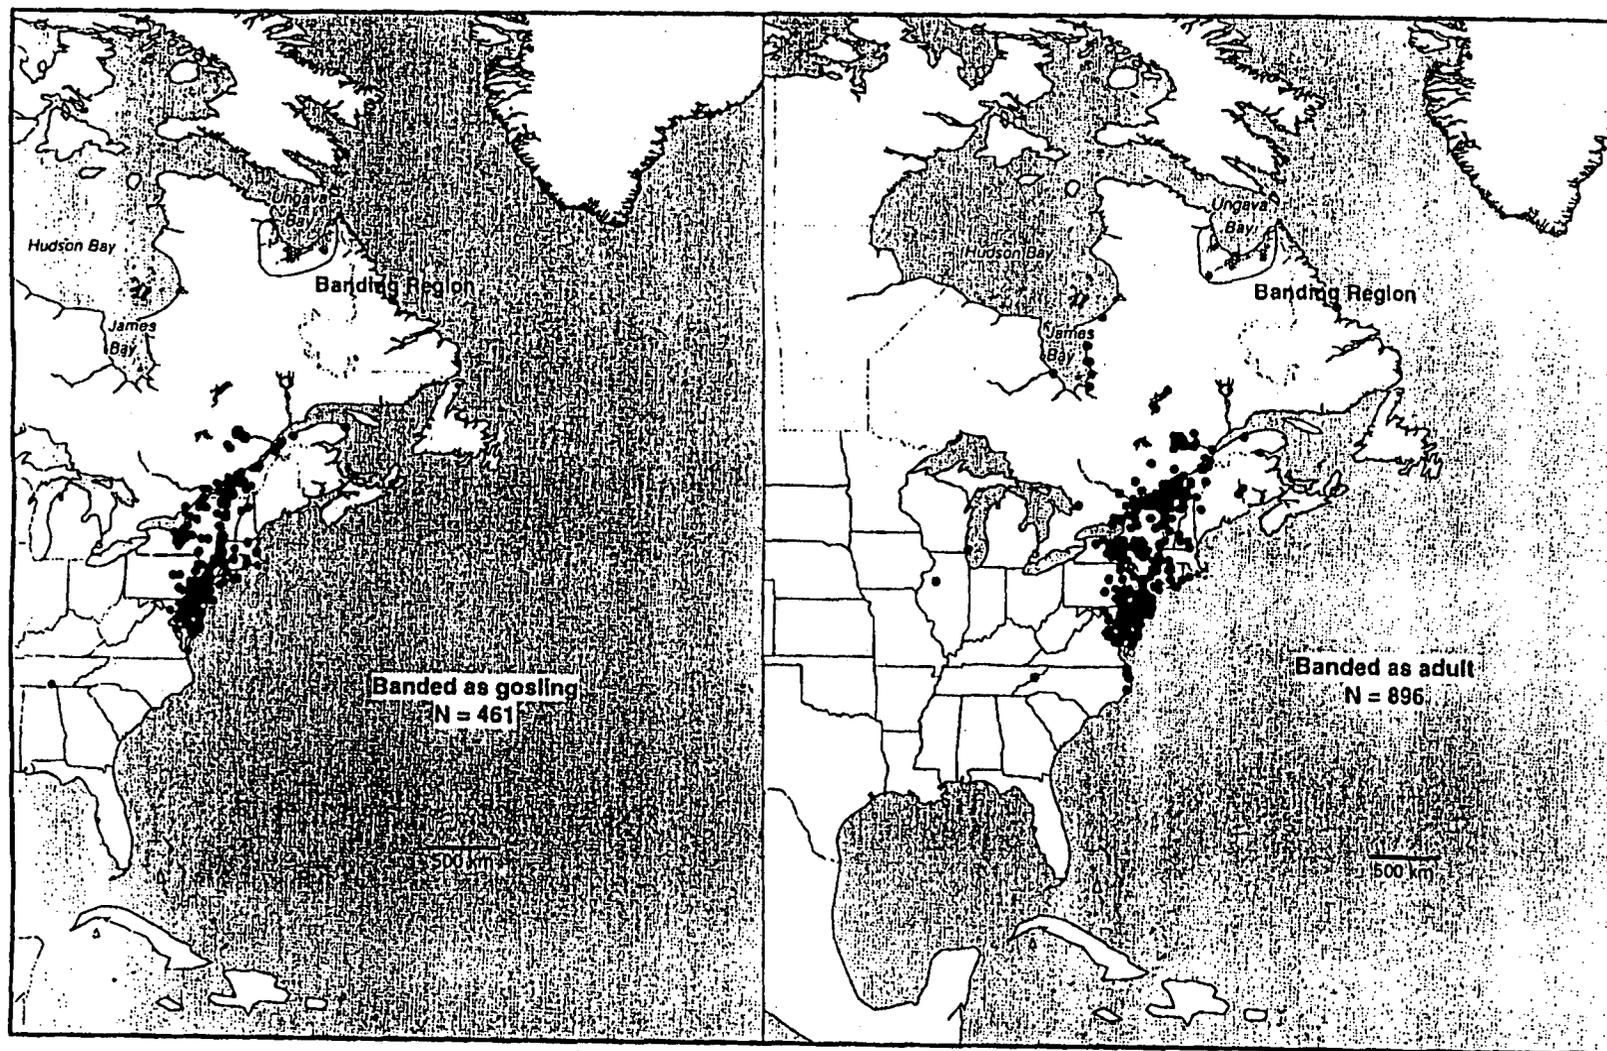 Ungava
Bay
Hudson Bay
Banding Region
James
Bay
Banded as gosling
N = 461
500 km
Ungava
Bay
Hudson Bay
Banding Region
James
Bay
Banded as adult
N = 896
500 km